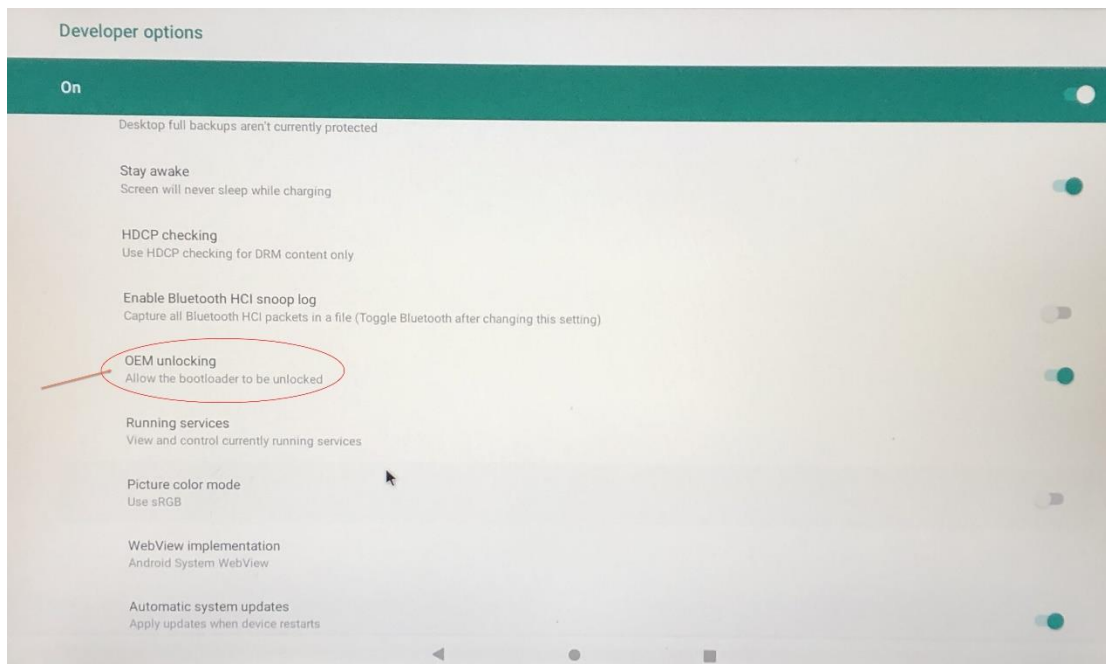 Developer options
On
Desktop full backups aren't currently protected
Stay awake
Screen will never sleep while charging
HDCP checking
Use HDCP checking for DRM content only
Enable Bluetooth HCI snoop log
Capture all Bluetooth HCI packets in a file (Toggle Bluetooth after changing this setting)
OEM unlocking
Allow the bootloader to be unlocked
Running services
View and control currently running services
Picture color mode
Use sRGB
WebView implementation
Android System WebView
Automatic system updates
Apply updates when device restarts